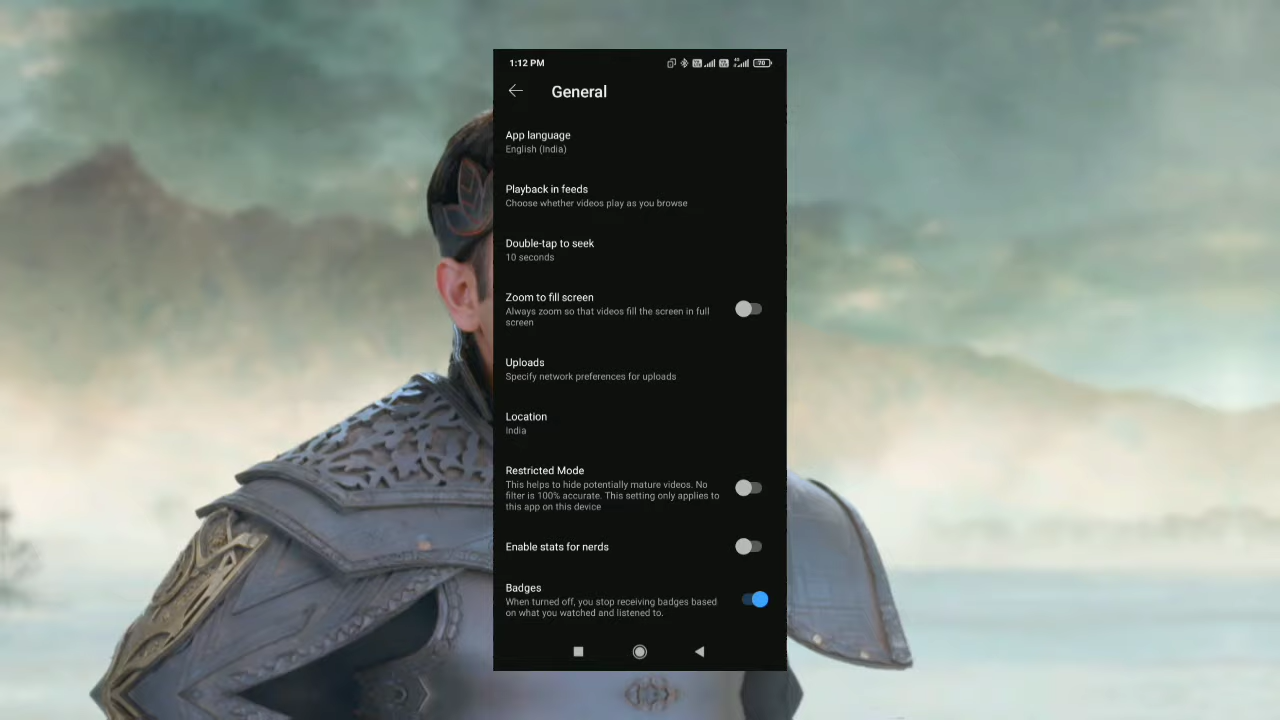 1:12 PM
70
General
App language
English (India)
Playback in feeds
Choose whether videos play as you browse
Double-tap to seek
10 seconds
Zoom to fill screen
Always zoom so that videos fill the screen in full
screen
Uploads
Specify network preferences for uploads
Location
India
Restricted Mode
This helps to hide potentially mature videos. No
filter is 100% accurate. This setting only applies to
this app on this device
Enable stats for nerds
Badges
When turned off, you stop receiving badges based
on what you watched and listened to.